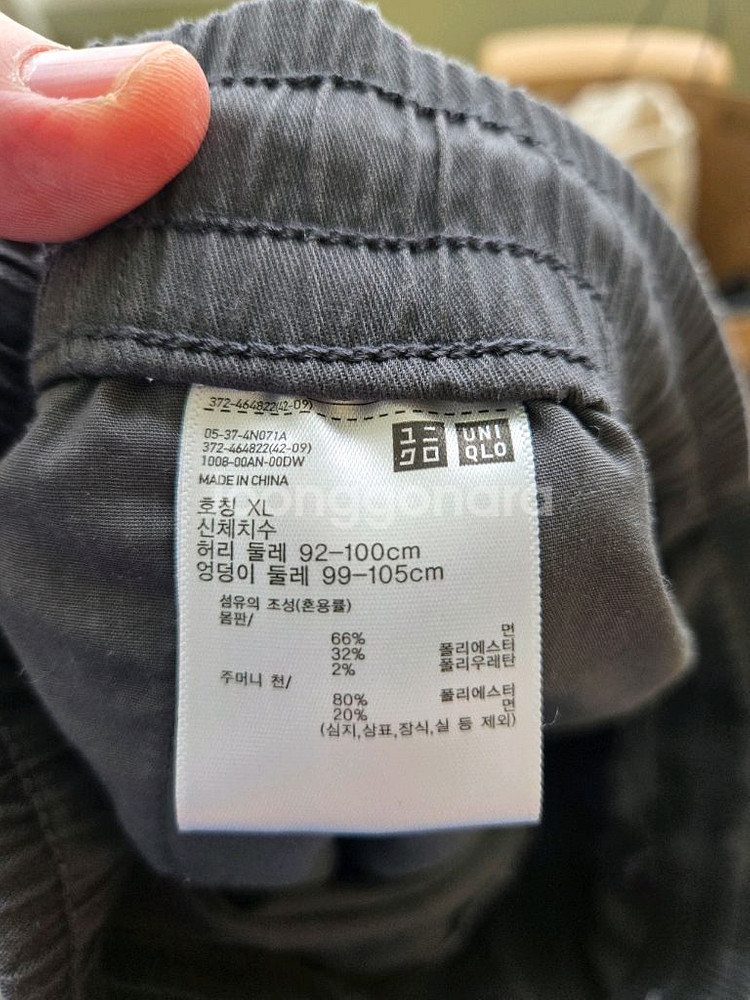 372-464822(42-09)
05-37-4N071A
372-464822(42-09)
1008-00AN-00DW
MADE IN CHINA
ユニ
クロ
UNI
QLO
joonggonara
호칭 XL
신체치수
허리 둘레 92-100cm
엉덩이 둘레 99-105cm
섬유의 조성(혼용률)
몸판/
66% 면
32% 폴리에스터
2% 폴리우레탄
주머니 천/
80% 폴리에스터
20% 면
(심지,상표,장식,실 등 제외)